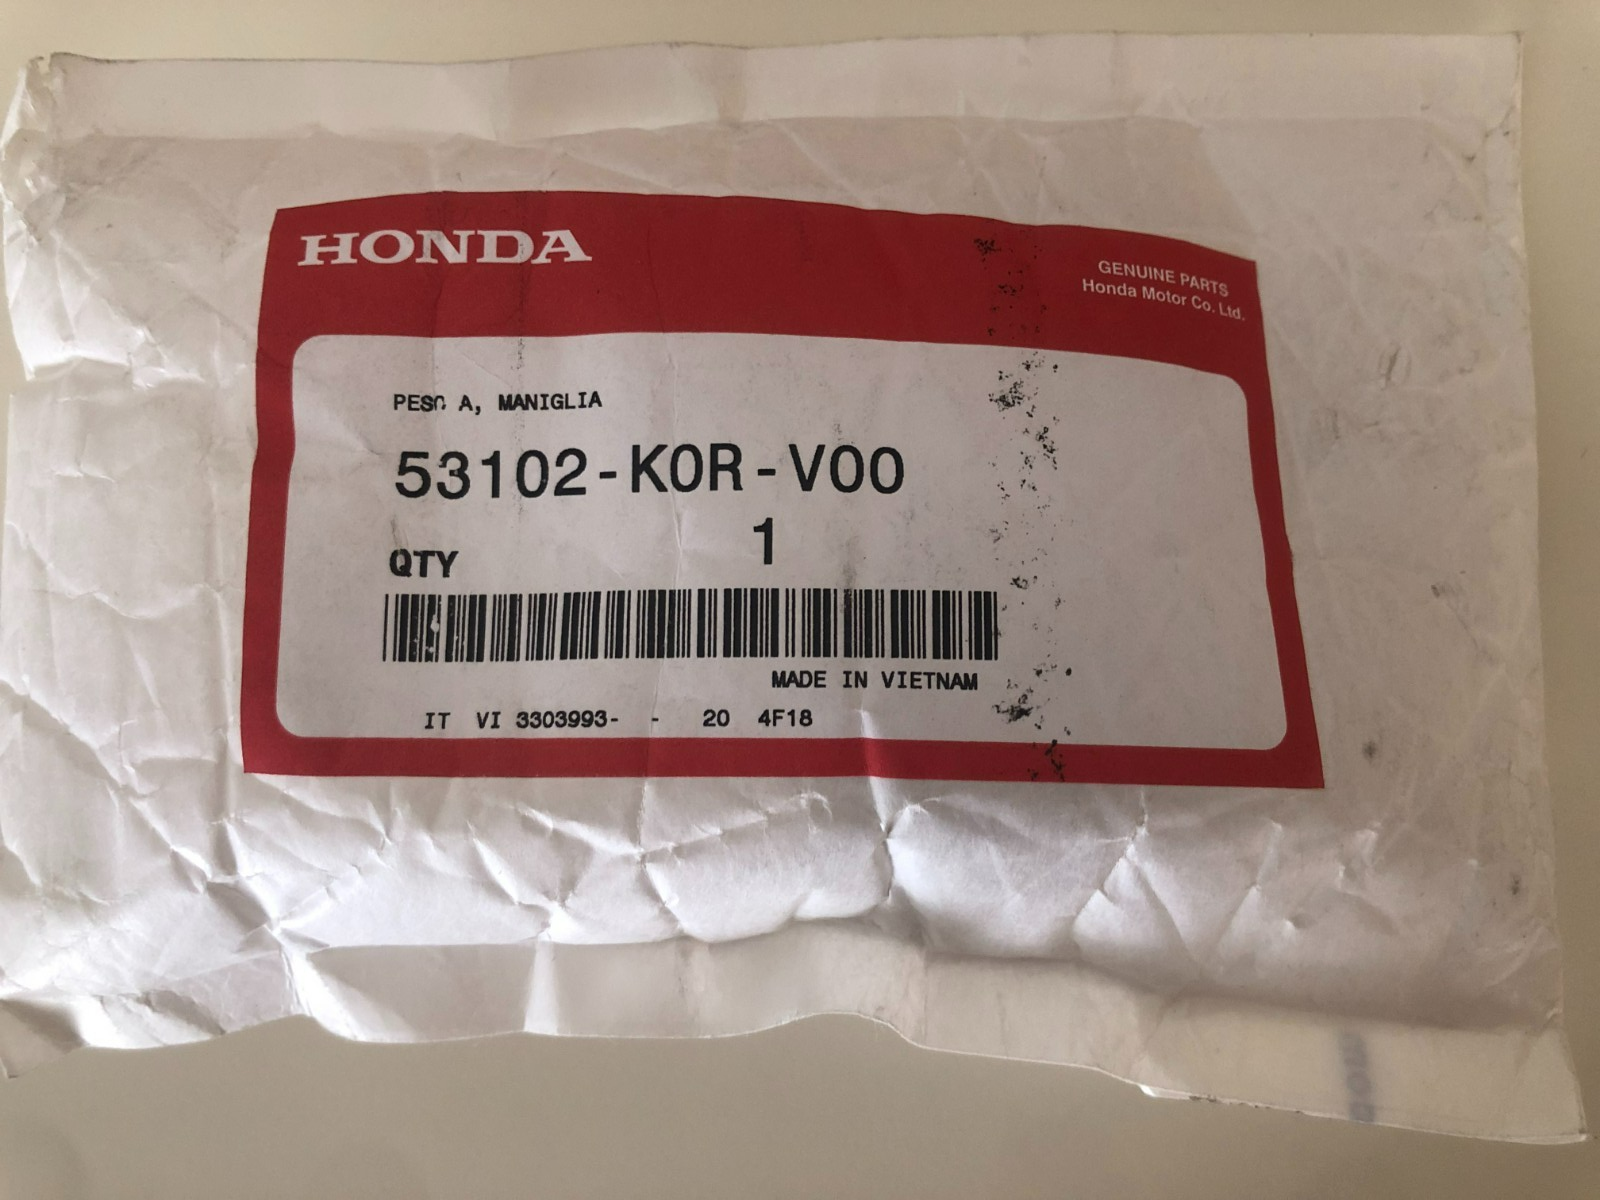 HONDA
GENUINE PARTS
Honda Motor Co. Ltd.
PESO A, MANIGLIA
53102-K0R-V00
1
QTY
MADE IN VIETNAM
IT VI 3303993- - 20 4F18